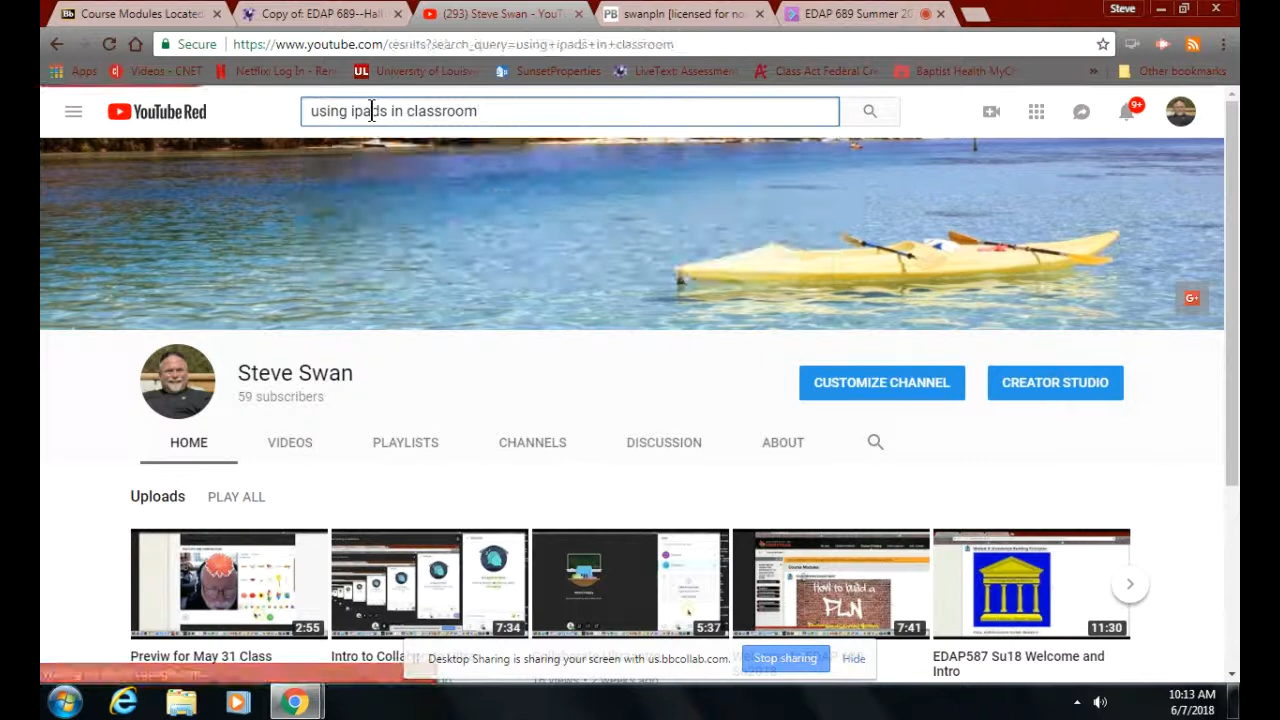 Steve
Course Modules Located
Copy of: EDAP 689--Hall
(293) Steve Swan - YouT
swanpln [licensed for no
EDAP 689 Summer 20
Secure
https://www.youtube.com/results?search_query=using+ipads+in+classroom
Apps
Videos - CNET
Netflix: Log In - Ren
UL University of Louisv
SunsetProperties
LiveText: Assessmen
Class Act Federal Cre
Baptist Health MyCh
»
Other bookmarks
YouTube Red
using ipads in classroom
9+
Steve Swan
59 subscribers
CUSTOMIZE CHANNEL
CREATOR STUDIO
HOME
VIDEOS
PLAYLISTS
CHANNELS
DISCUSSION
ABOUT
Uploads
PLAY ALL
How to build a
PLN
2:55
7:34
5:37
7:41
11:30
Previw for May 31 Class
Intro to Colla
EDAP587 Su18 Welcome and
Intro
Desktop Sharing is sharing your screen with us.bbcollab.com.
Stop sharing
Hide
10:13 AM
6/7/2018